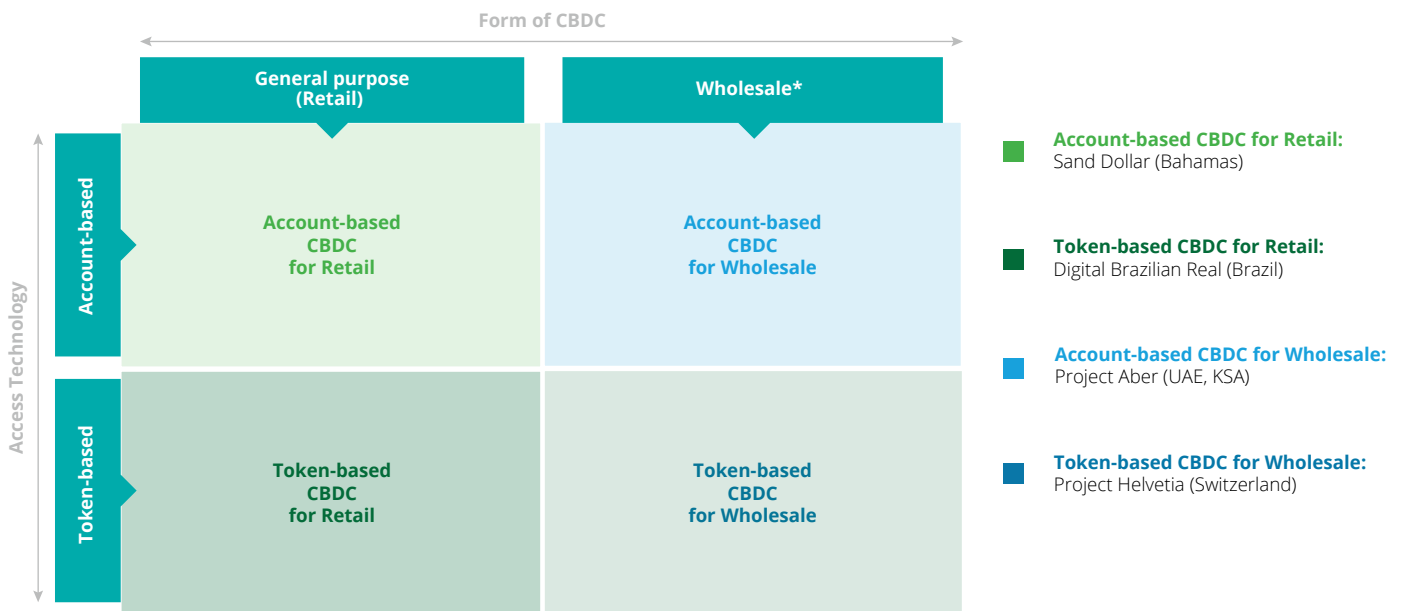 Form of CBDC
General purpose
(Retail)
Wholesale*
Access Technology
Account-based
Account-based
CBDC
for Retail
Account-based
CBDC
for Wholesale
Token-based
Token-based
CBDC
for Retail
Token-based
CBDC
for Wholesale
Account-based CBDC for Retail:
Sand Dollar (Bahamas)
Token-based CBDC for Retail:
Digital Brazilian Real (Brazil)
Account-based CBDC for Wholesale:
Project Aber (UAE, KSA)
Token-based CBDC for Wholesale:
Project Helvetia (Switzerland)